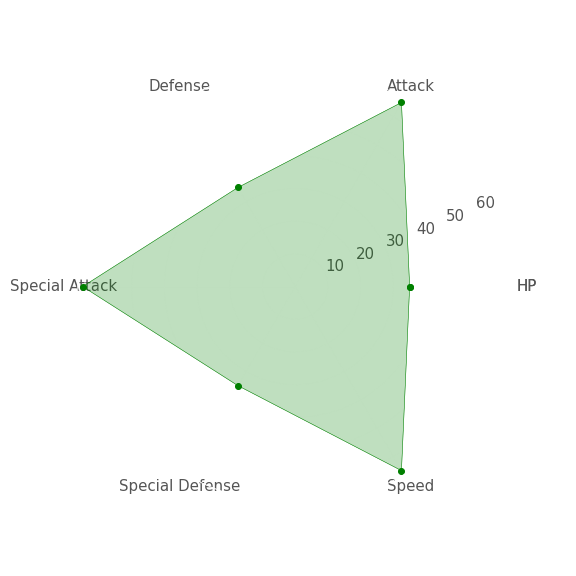 Defense
Attack
60
50
40
30
20
10
Special Attack
HP
Special Defense
Speed